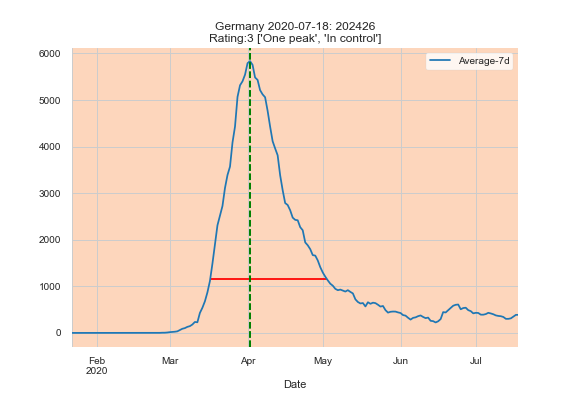 Germany 2020-07-18: 202426
Rating:3 ['One peak', 'In control']
Average-7d
6000
5000
4000
3000
2000
1000
0
Feb
2020
Mar
Apr
May
Jun
Jul
Date